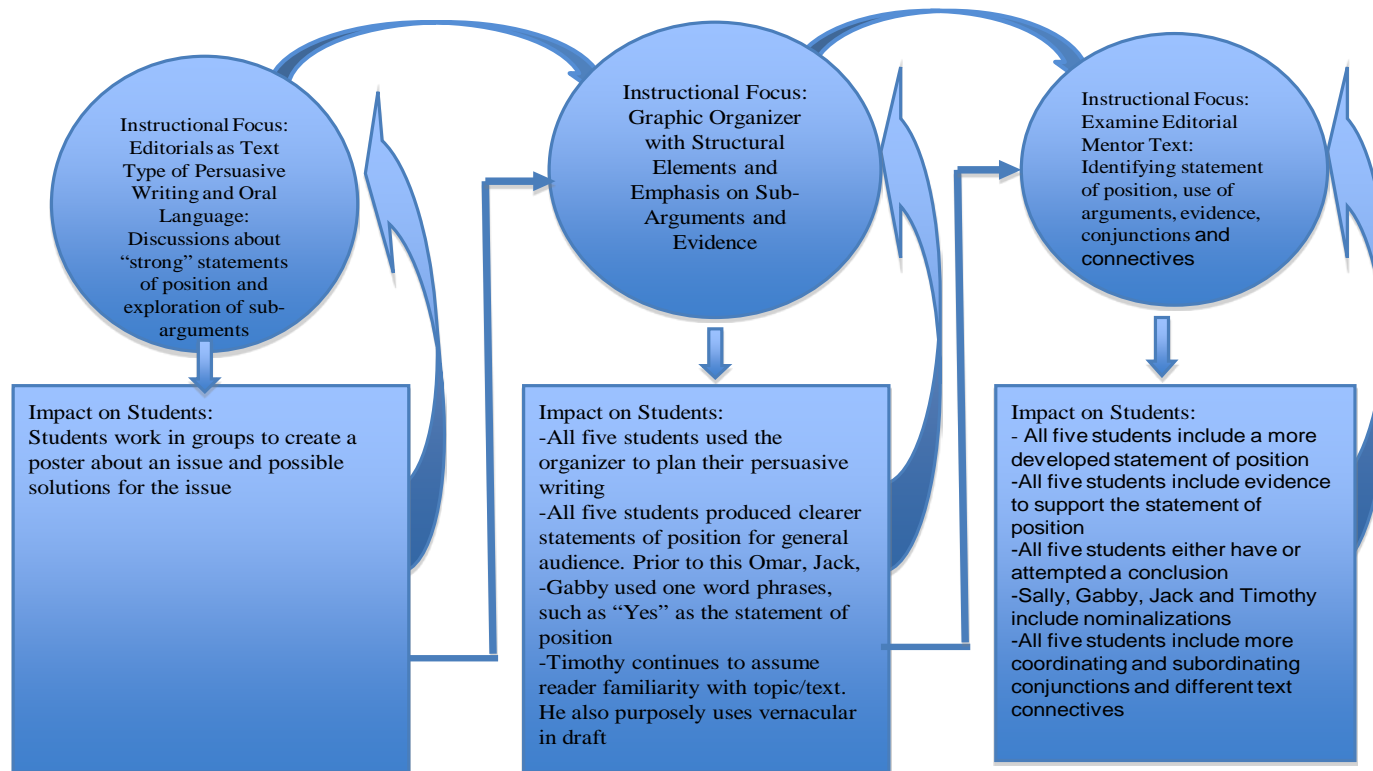 Instructional Focus:
Editorials as Text
Type of Persuasive
Writing and Oral
Language:
Discussions about
“strong” statements
of position and
exploration of sub-
arguments
Instructional Focus:
Graphic Organizer
with Structural
Elements and
Emphasis on Sub-
Arguments and
Evidence
Instructional Focus:
Examine Editorial
Mentor Text:
Identifying statement
of position, use of
arguments, evidence,
conjunctions and
connectives
Impact on Students:
Students work in groups to create a
poster about an issue and possible
solutions for the issue
Impact on Students:
-All five students used the
organizer to plan their persuasive
writing
-All five students produced clearer
statements of position for general
audience. Prior to this Omar, Jack,
-Gabby used one word phrases,
such as “Yes” as the statement of
position
-Timothy continues to assume
reader familiarity with topic/text.
He also purposely uses vernacular
in draft
Impact on Students:
- All five students include a more
developed statement of position
-All five students include evidence
to support the statement of
position
-All five students either have or
attempted a conclusion
-Sally, Gabby, Jack and Timothy
include nominalizations
-All five students include more
coordinating and subordinating
conjunctions and different text
connectives